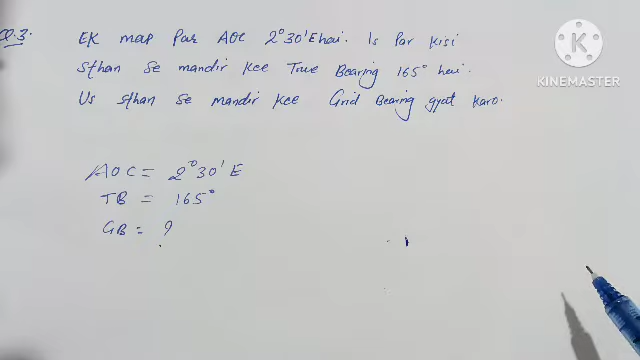 Q.3. EK map Par AOC 2°30'E hai. Is Par Kisi
Sthan Se mandir Kee True Bearing 165° hai.
Us Sthan Se mandir Kee Grid Bearing gyat Karo.
AOC = 2°30' E
TB = 165°
GB = ?
K
KINEMASTER